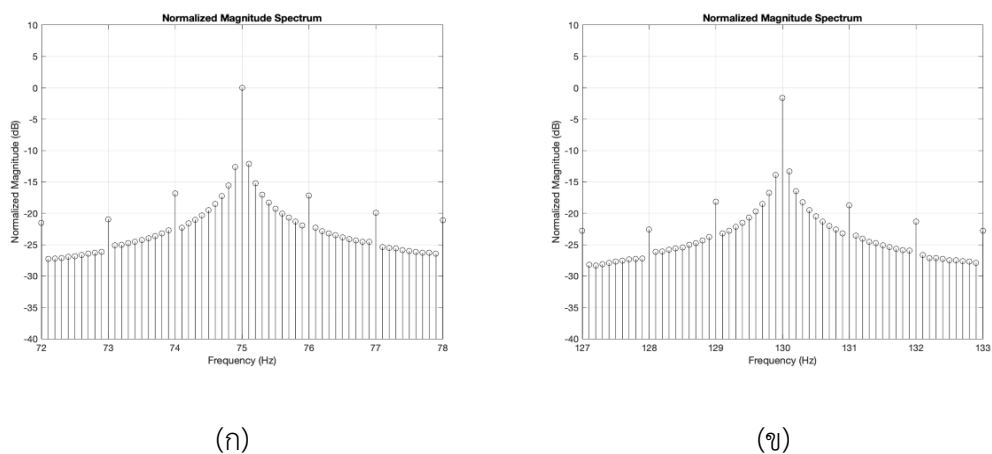 Normalized Magnitude Spectrum
10
5
0
-5
-10
-15
-20
-25
-30
-35
-40
Normalized Magnitude (dB)
72 73 74 75 76 77 78
Frequency (Hz)
(ก)
Normalized Magnitude Spectrum
10
5
0
-5
-10
-15
-20
-25
-30
-35
-40
Normalized Magnitude (dB)
127 128 129 130 131 132 133
Frequency (Hz)
(ข)